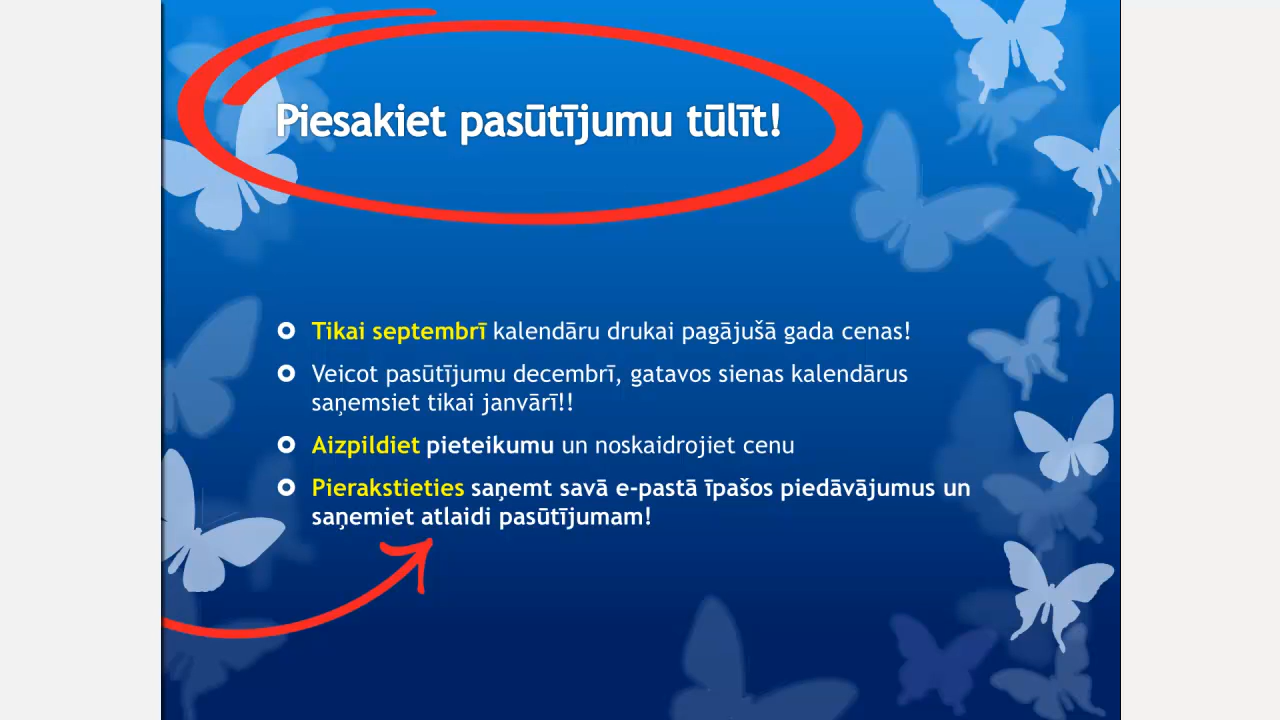 Piesakiet pasūtījumu tūlīt!
Tikai septembrī kalendāru drukai pagājušā gada cenas!
Veicot pasūtījumu decembrī, gatavos sienas kalendārus
saņemsiet tikai janvārī!!
Aizpildiet pieteikumu un noskaidrojiet cenu
Pierakstieties saņemt savā e-pastā īpašos piedāvājumus un
saņemiet atlaidi pasūtījumam!